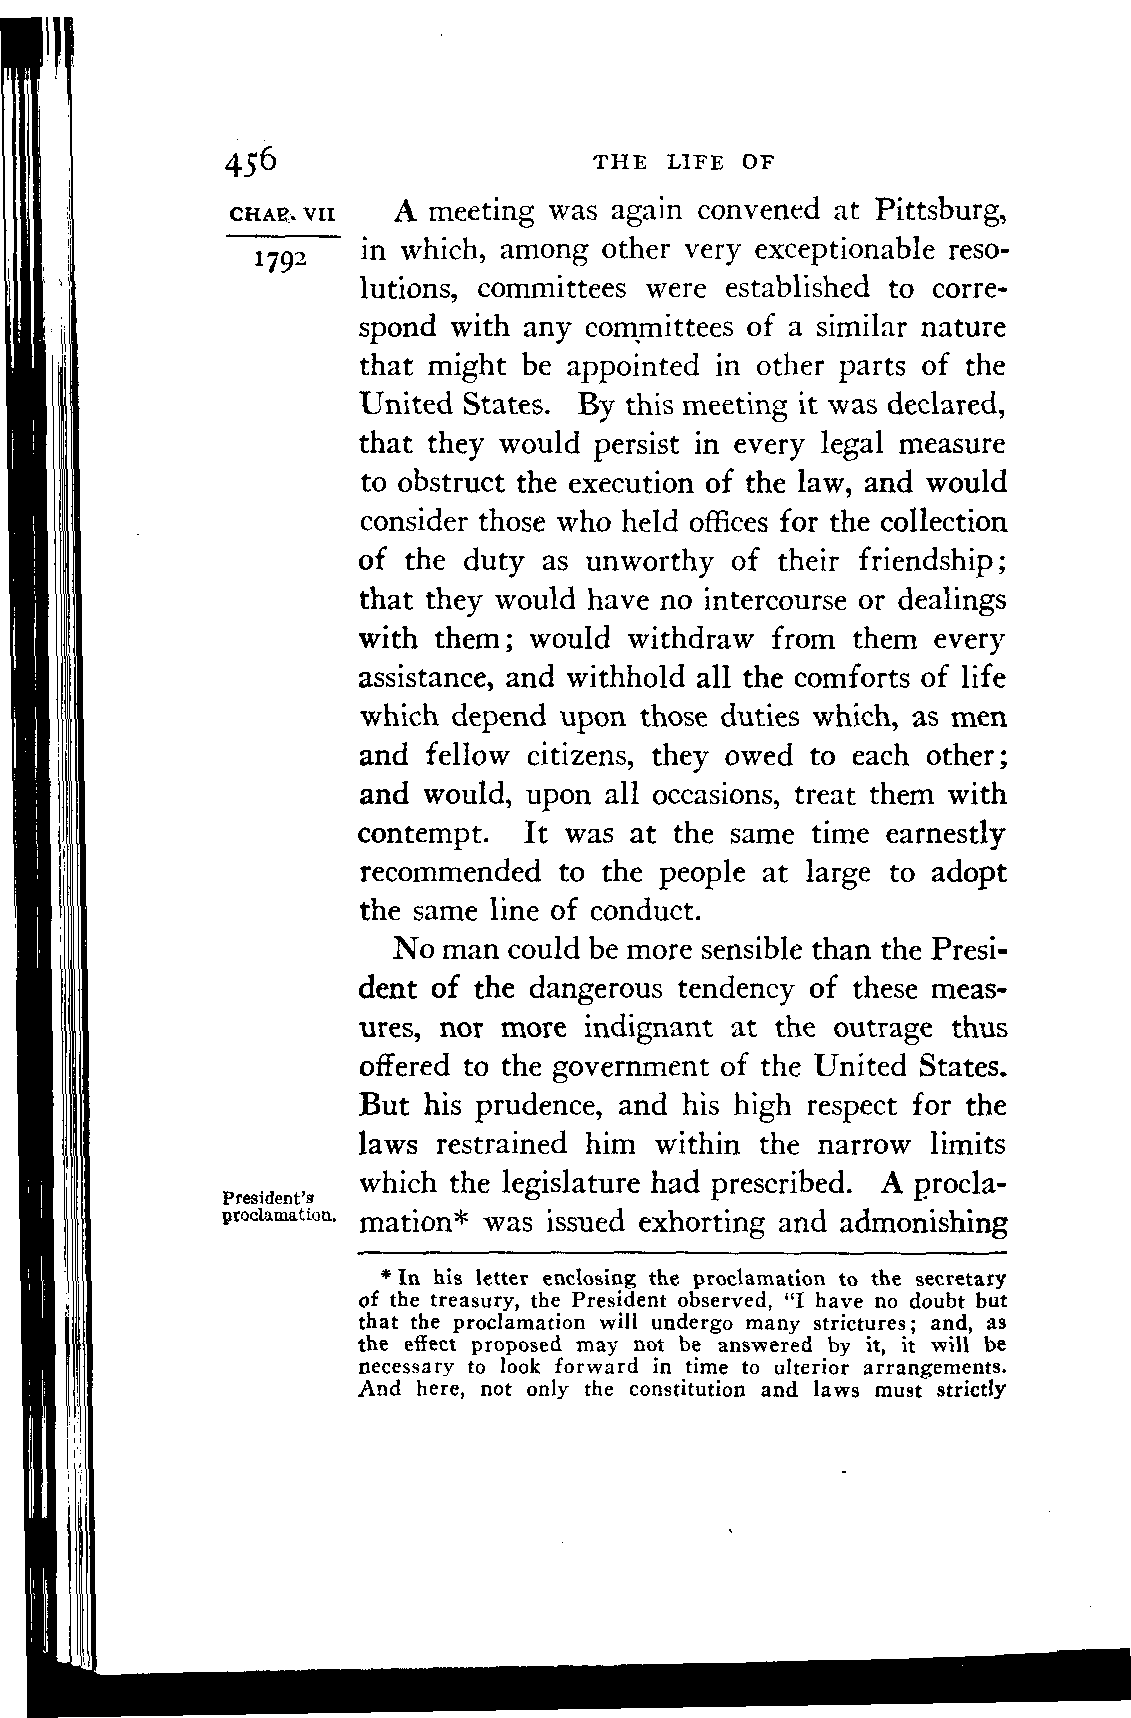 456 THE LIFE OF
CHAP. VII
1792
A meeting was again convened at Pittsburg,
in which, among other very exceptionable reso-
lutions, committees were established to corre-
spond with any committees of a similar nature
that might be appointed in other parts of the
United States. By this meeting it was declared,
that they would persist in every legal measure
to obstruct the execution of the law, and would
consider those who held offices for the collection
of the duty as unworthy of their friendship;
that they would have no intercourse or dealings
with them; would withdraw from them every
assistance, and withhold all the comforts of life
which depend upon those duties which, as men
and fellow citizens, they owed to each other;
and would, upon all occasions, treat them with
contempt. It was at the same time earnestly
recommended to the people at large to adopt
the same line of conduct.
No man could be more sensible than the Presi-
dent of the dangerous tendency of these meas-
ures, nor more indignant at the outrage thus
offered to the government of the United States.
But his prudence, and his high respect for the
laws restrained him within the narrow limits
which the legislature had prescribed. A procla-
mation* was issued exhorting and admonishing
President's
proclamation.
*In his letter enclosing the proclamation to the secretary
of the treasury, the President observed, "I have no doubt but
that the proclamation will undergo many strictures; and, as
the effect proposed may not be answered by it, it will be
necessary to look forward in time to ulterior arrangements.
And here, not only the constitution and laws must strictly